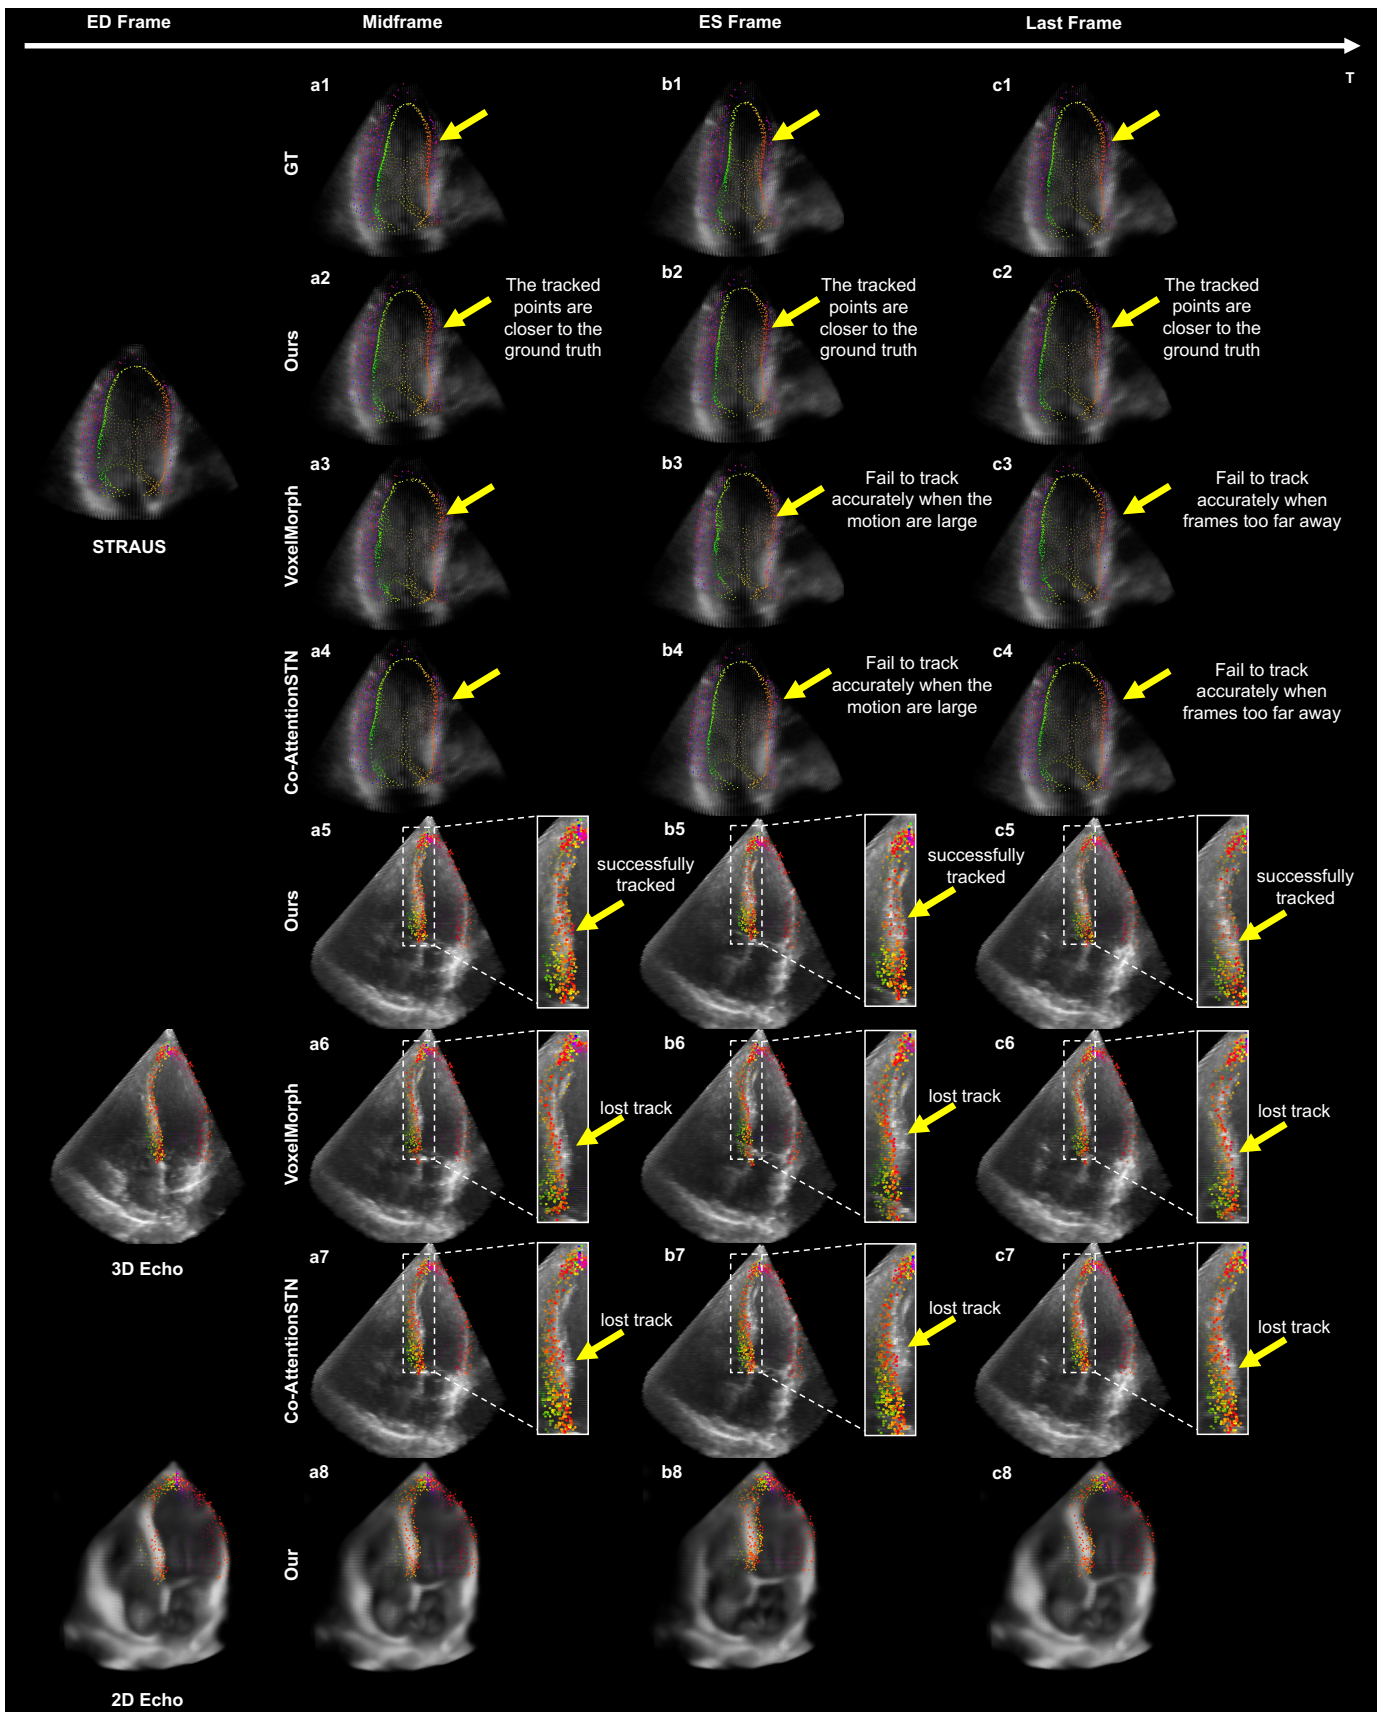 ED Frame
Midframe
ES Frame
Last Frame
T
a1
b1
c1
GT
a2
The tracked
points are
closer to the
ground truth
b2
The tracked
points are
closer to the
ground truth
c2
The tracked
points are
closer to the
ground truth
Ours
a3
b3
Fail to track
accurately when the
motion are large
c3
Fail to track
accurately when
frames too far away
VoxelMorph
STRAUS
a4
b4
Fail to track
accurately when the
motion are large
c4
Fail to track
accurately when
frames too far away
Co-AttentionSTN
a5
successfully
tracked
b5
successfully
tracked
c5
successfully
tracked
Ours
a6
lost track
b6
lost track
c6
lost track
VoxelMorph
3D Echo
a7
lost track
b7
lost track
c7
lost track
Co-AttentionSTN
a8
b8
c8
Our
2D Echo